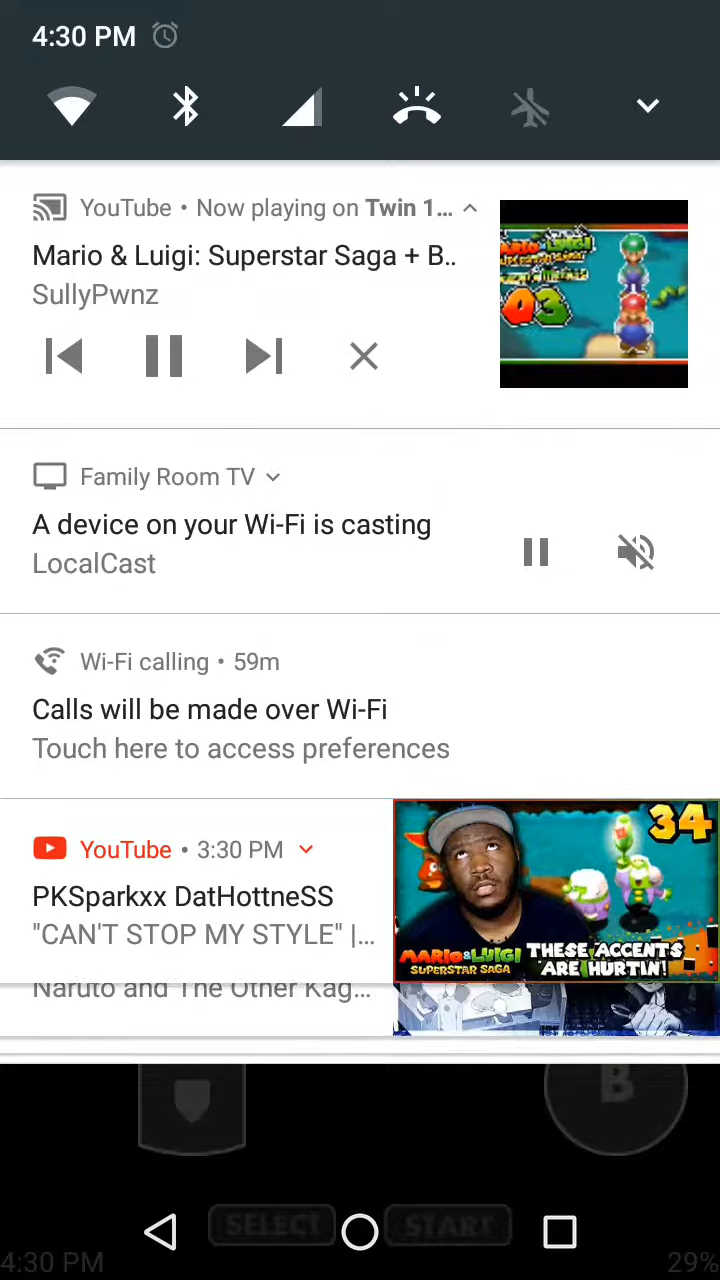 4:30 PM
YouTube • Now playing on Twin 1...
Mario & Luigi: Superstar Saga + B..
SullyPwnz
03
Family Room TV
A device on your Wi-Fi is casting
LocalCast
Wi-Fi calling • 59m
Calls will be made over Wi-Fi
Touch here to access preferences
YouTube • 3:30 PM
PKSparkxx DatHottneSS
"CAN'T STOP MY STYLE" |...
34
MARIO & LUIGI
SUPERSTAR SAGA
THESE ACCENTS
ARE HURTIN!
Naruto and The Other Kag...
B
SELECT
START
4:30 PM
29%